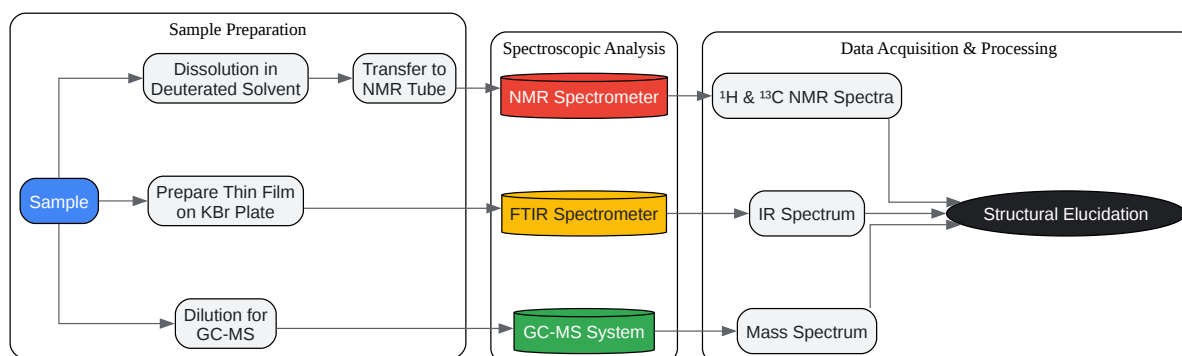 Sample Preparation
Spectroscopic Analysis
Data Acquisition & Processing
Dissolution in
Deuterated Solvent
Transfer to
NMR Tube
NMR Spectrometer
¹H & ¹³C NMR Spectra
Sample
Prepare Thin Film
on KBr Plate
FTIR Spectrometer
IR Spectrum
Structural Elucidation
Dilution for
GC-MS
GC-MS System
Mass Spectrum